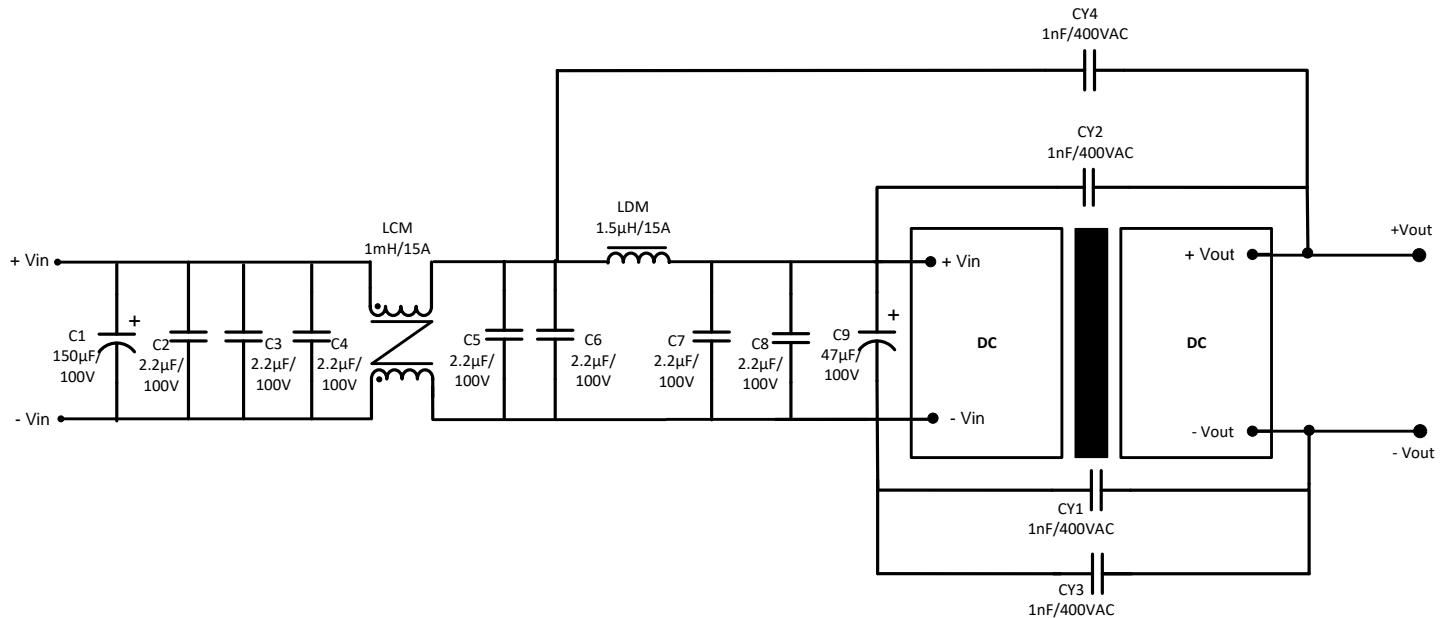 CY4
1nF/400VAC
CY2
1nF/400VAC
LDM
1.5µH/15A
LCM
1mH/15A
+Vout
+ Vin
+ Vin
+ Vout
C1
150µF/
100V
+
C2
2.2µF/
100V
C3
2.2µF/
100V
C4
2.2µF/
100V
C5
2.2µF/
100V
C6
2.2µF/
100V
C7
2.2µF/
100V
C8
2.2µF/
100V
C9
47µF/
100V
+
DC
DC
- Vin
- Vin
- Vout
- Vout
CY1
1nF/400VAC
CY3
1nF/400VAC